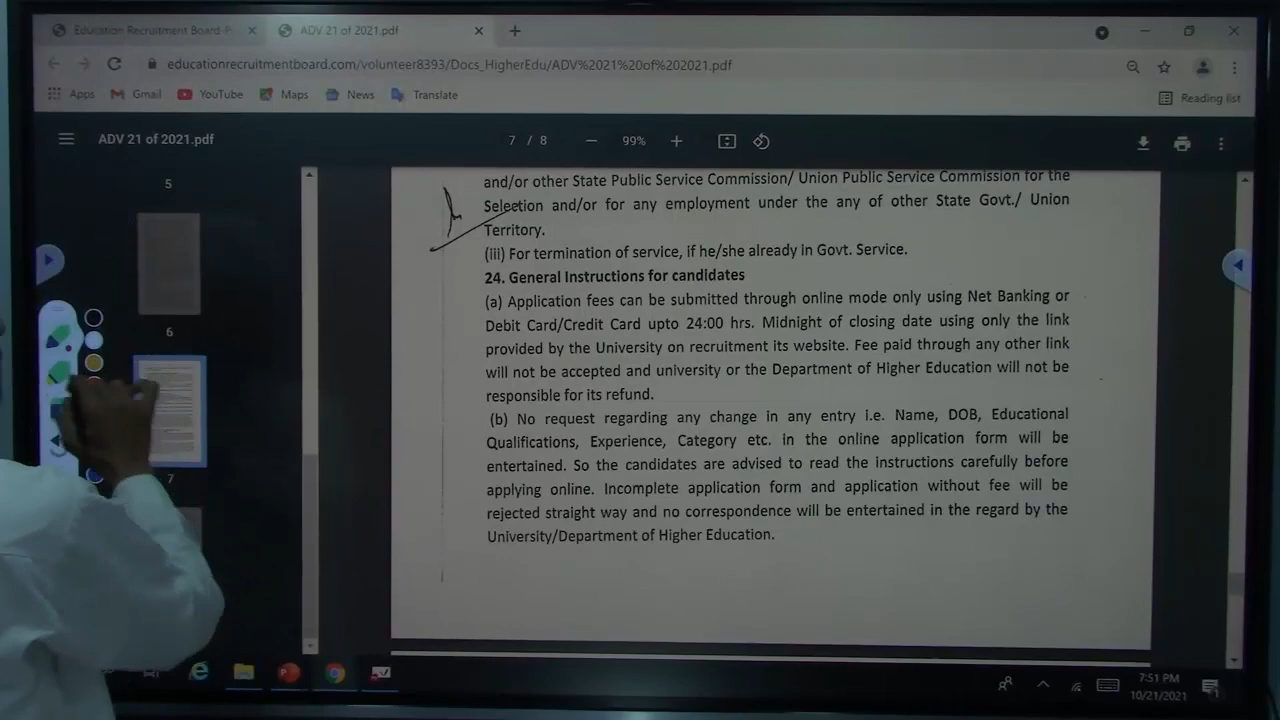 Education Recruitment Board-P
ADV 21 of 2021.pdf
educationrecruitmentboard.com/volunteer8393/Docs_HigherEdu/ADV%2021%20of%202021.pdf
Apps Gmail YouTube Maps News Translate Reading list
ADV 21 of 2021.pdf 7 / 8 99%
5
6
7
and/or other State Public Service Commission/ Union Public Service Commission for the
Selection and/or for any employment under the any of other State Govt./ Union
Territory.
(iii) For termination of service, if he/she already in Govt. Service.
24. General Instructions for candidates
(a) Application fees can be submitted through online mode only using Net Banking or
Debit Card/Credit Card upto 24:00 hrs. Midnight of closing date using only the link
provided by the University on recruitment its website. Fee paid through any other link
will not be accepted and university or the Department of Higher Education will not be
responsible for its refund.
(b) No request regarding any change in any entry i.e. Name, DOB, Educational
Qualifications, Experience, Category etc. in the online application form will be
entertained. So the candidates are advised to read the instructions carefully before
applying online. Incomplete application form and application without fee will be
rejected straight way and no correspondence will be entertained in the regard by the
University/Department of Higher Education.
7:51 PM
10/21/2021